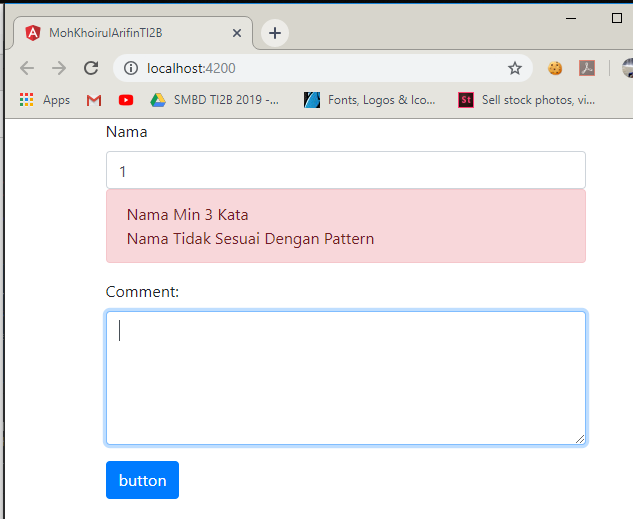 MohKhoirulArifinTI2B
localhost:4200
Apps
SMBD TI2B 2019 -...
Fonts, Logos & Ico...
St
Sell stock photos, vi...
Nama
1
Nama Min 3 Kata
Nama Tidak Sesuai Dengan Pattern
Comment:
button